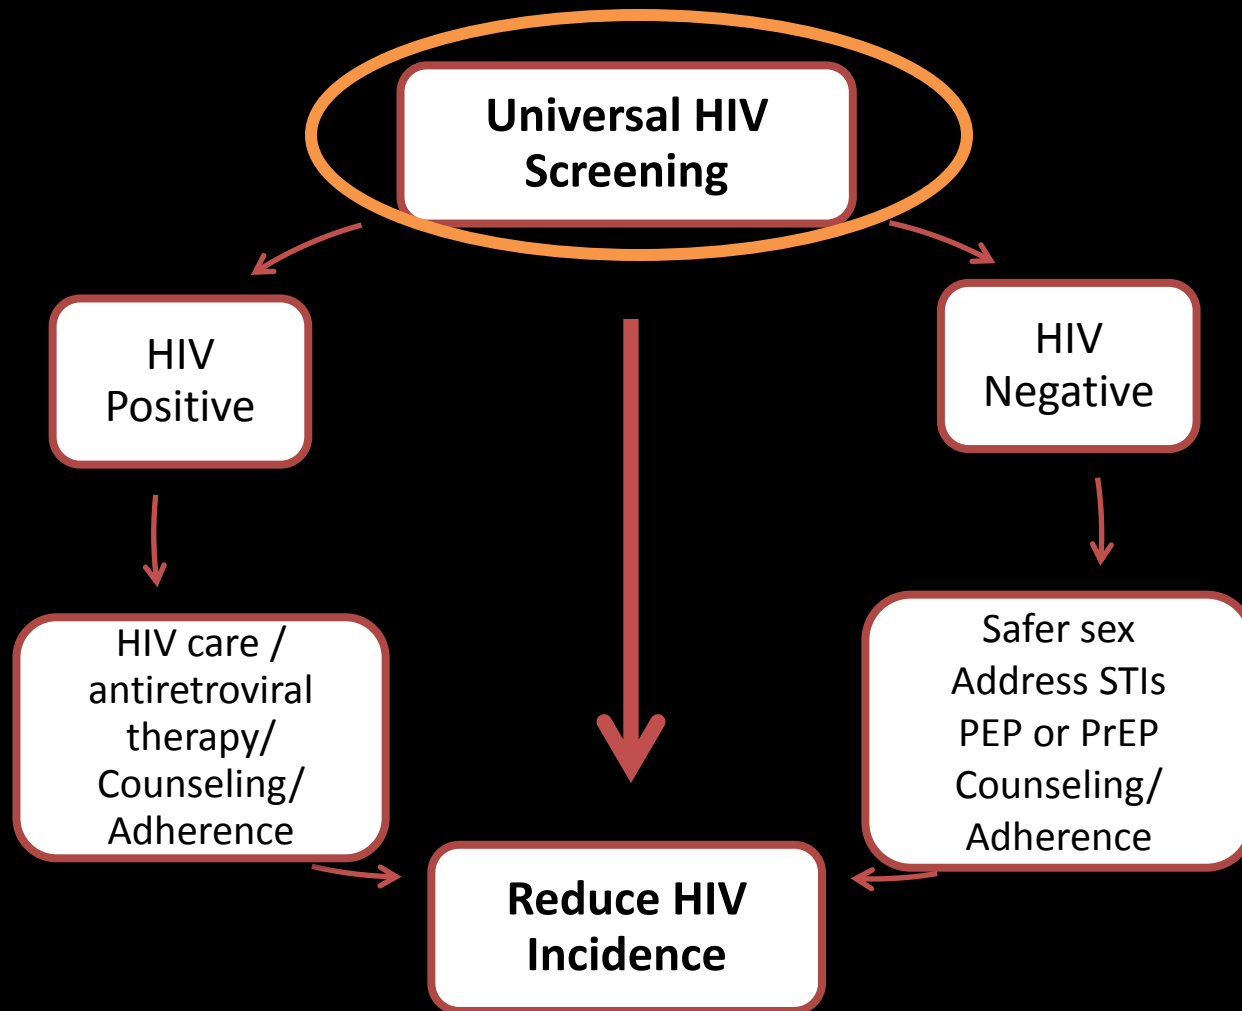 Universal HIV
Screening
HIV
Positive
HIV
Negative
HIV care /
antiretroviral
therapy/
Counseling/
Adherence
Safer sex
Address STIs
PEP or PrEP
Counseling/
Adherence
Reduce HIV
Incidence